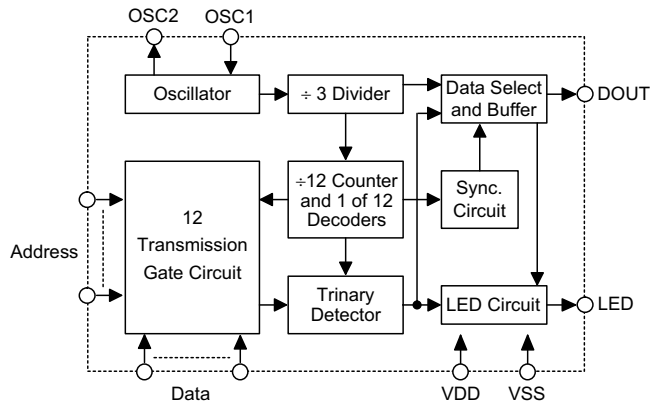 OSC2
OSC1
Oscillator
÷ 3 Divider
Data Select
and Buffer
DOUT
÷12 Counter
and 1 of 12
Decoders
Sync.
Circuit
12
Transmission
Gate Circuit
Address
Trinary
Detector
LED Circuit
LED
Data
VDD
VSS